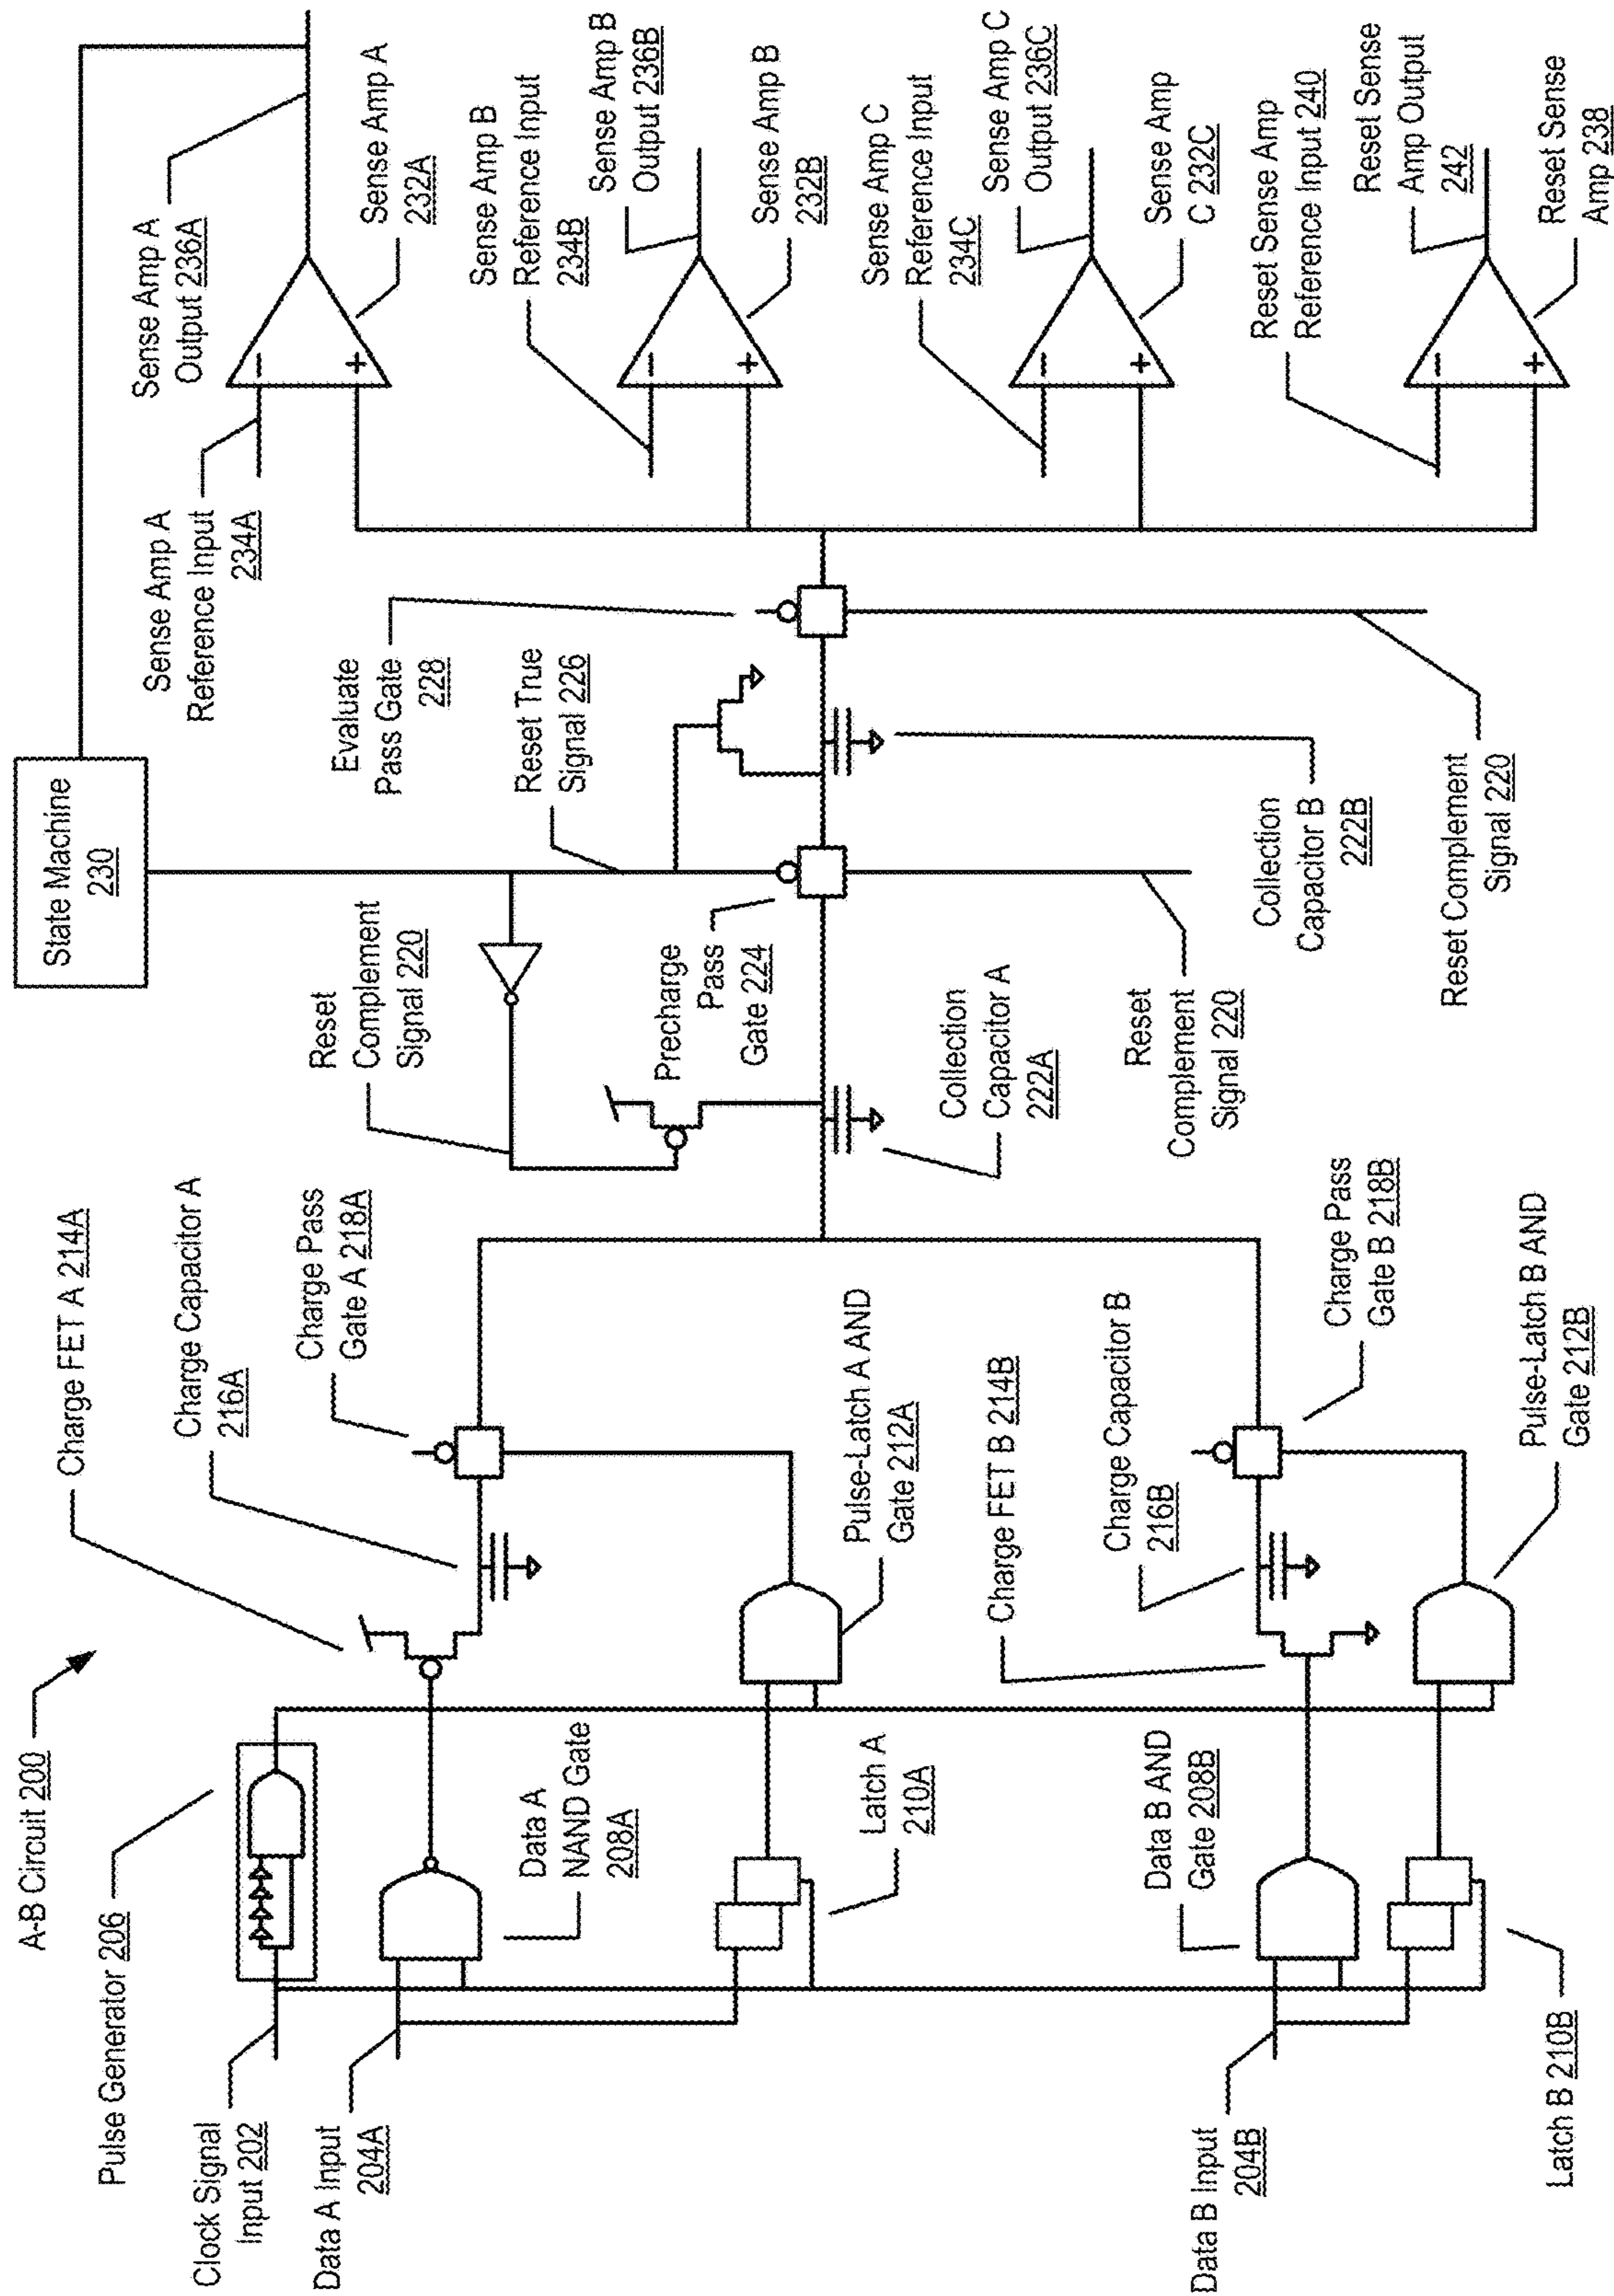 A-B Circuit 200
Pulse Generator 206
Clock Signal
Input 202
Data A Input
204A
Data B Input
204B
Latch B 210B
Data A
NAND Gate
208A
Latch A
210A
Data B AND
Gate 208B
Charge FET A 214A
Charge Capacitor A
216A
Charge Pass
Gate A 218A
Pulse-Latch A AND
Gate 212A
Charge FET B 214B
Charge Capacitor B
216B
Charge Pass
Gate B 218B
Pulse-Latch B AND
Gate 212B
State Machine
230
Reset
Complement
Signal 220
Precharge
Pass
Gate 224
Collection
Capacitor A
222A
Reset
Complement
Signal 220
Evaluate
Pass Gate
228
Reset True
Signal 226
Collection
Capacitor B
222B
Reset Complement
Signal 220
Sense Amp A
Reference Input
234A
Sense Amp A
Output 236A
Sense Amp A
232A
Sense Amp B
Reference Input
234B
Sense Amp B
Output 236B
Sense Amp B
232B
Sense Amp C
Reference Input
234C
Sense Amp C
Output 236C
Sense Amp
C 232C
Reset Sense Amp
Reference Input 240
Reset Sense
Amp Output
242
Reset Sense
Amp 238
− +
− +
− +
− +